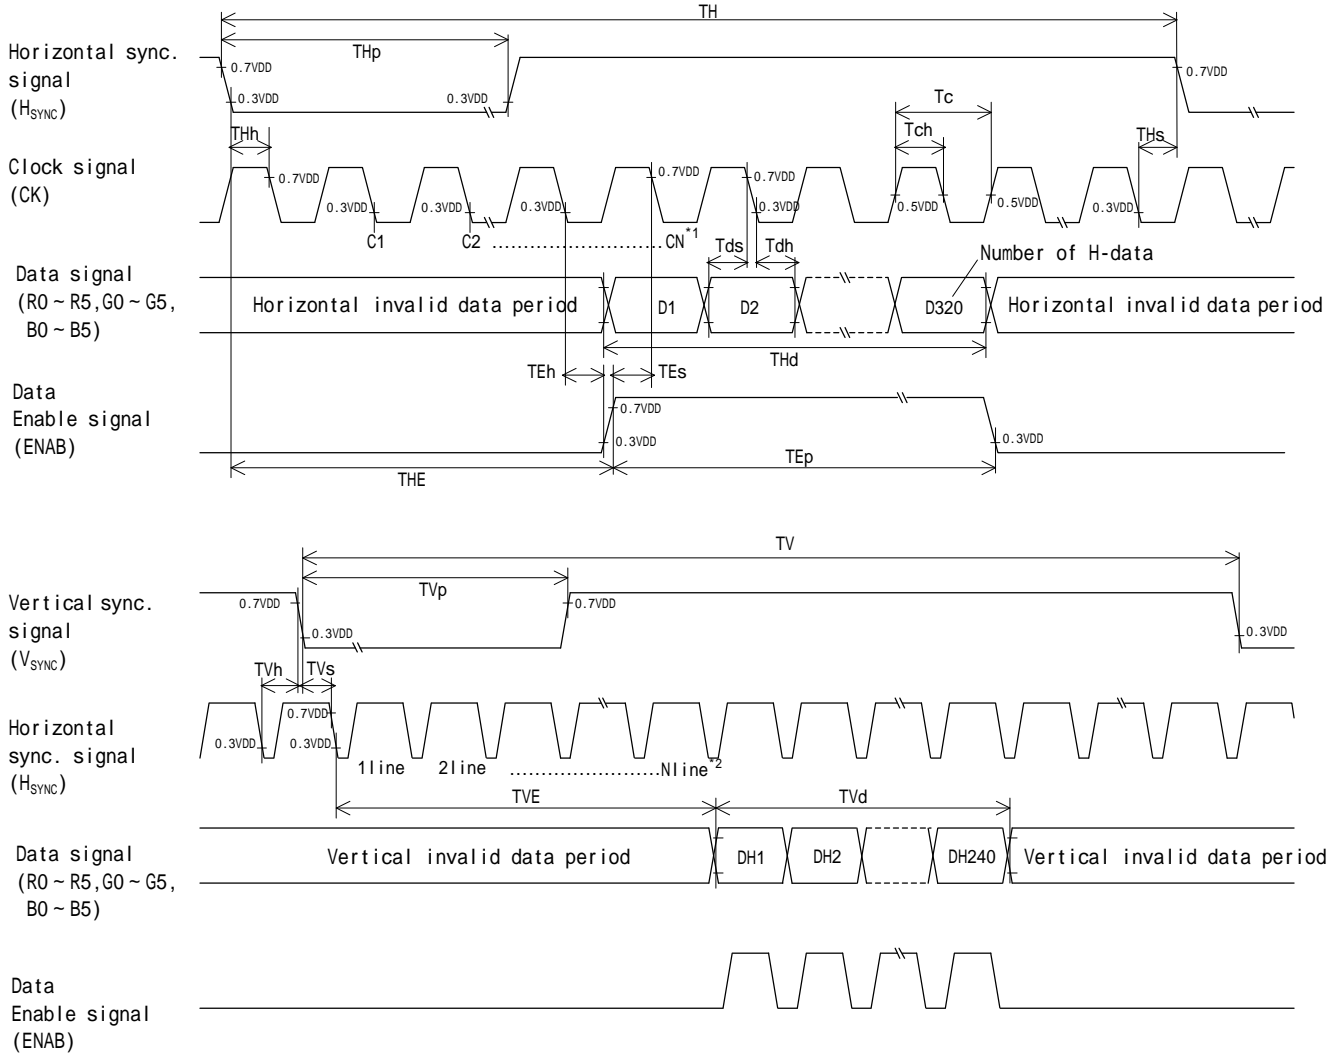 TH
THp
Horizontal sync.
signal
(HSYNC)
0.7VDD
0.3VDD
0.3VDD
0.7VDD
Tc
Tch
THh
THs
Clock signal
(CK)
0.7VDD
0.3VDD
0.3VDD
0.3VDD
0.7VDD
0.7VDD
0.3VDD
0.5VDD
0.5VDD
0.3VDD
C1
C2
........................CN*1
Tds
Tdh
Number of H-data
Data signal
(R0~R5,G0~G5,
B0~B5)
Horizontal invalid data period
D1
D2
D320
Horizontal invalid data period
THd
TEh
TEs
Data
Enable signal
(ENAB)
0.7VDD
0.3VDD
0.3VDD
THE
TEp
TV
TVp
Vertical sync.
signal
(VSYNC)
0.7VDD
0.3VDD
0.7VDD
0.3VDD
TVh
TVs
Horizontal
sync. signal
(HSYNC)
0.7VDD
0.3VDD
0.3VDD
1line
2line
........................Nline*2
TVE
TVd
Data signal
(R0~R5,G0~G5,
B0~B5)
Vertical invalid data period
DH1
DH2
DH240
Vertical invalid data period
Data
Enable signal
(ENAB)